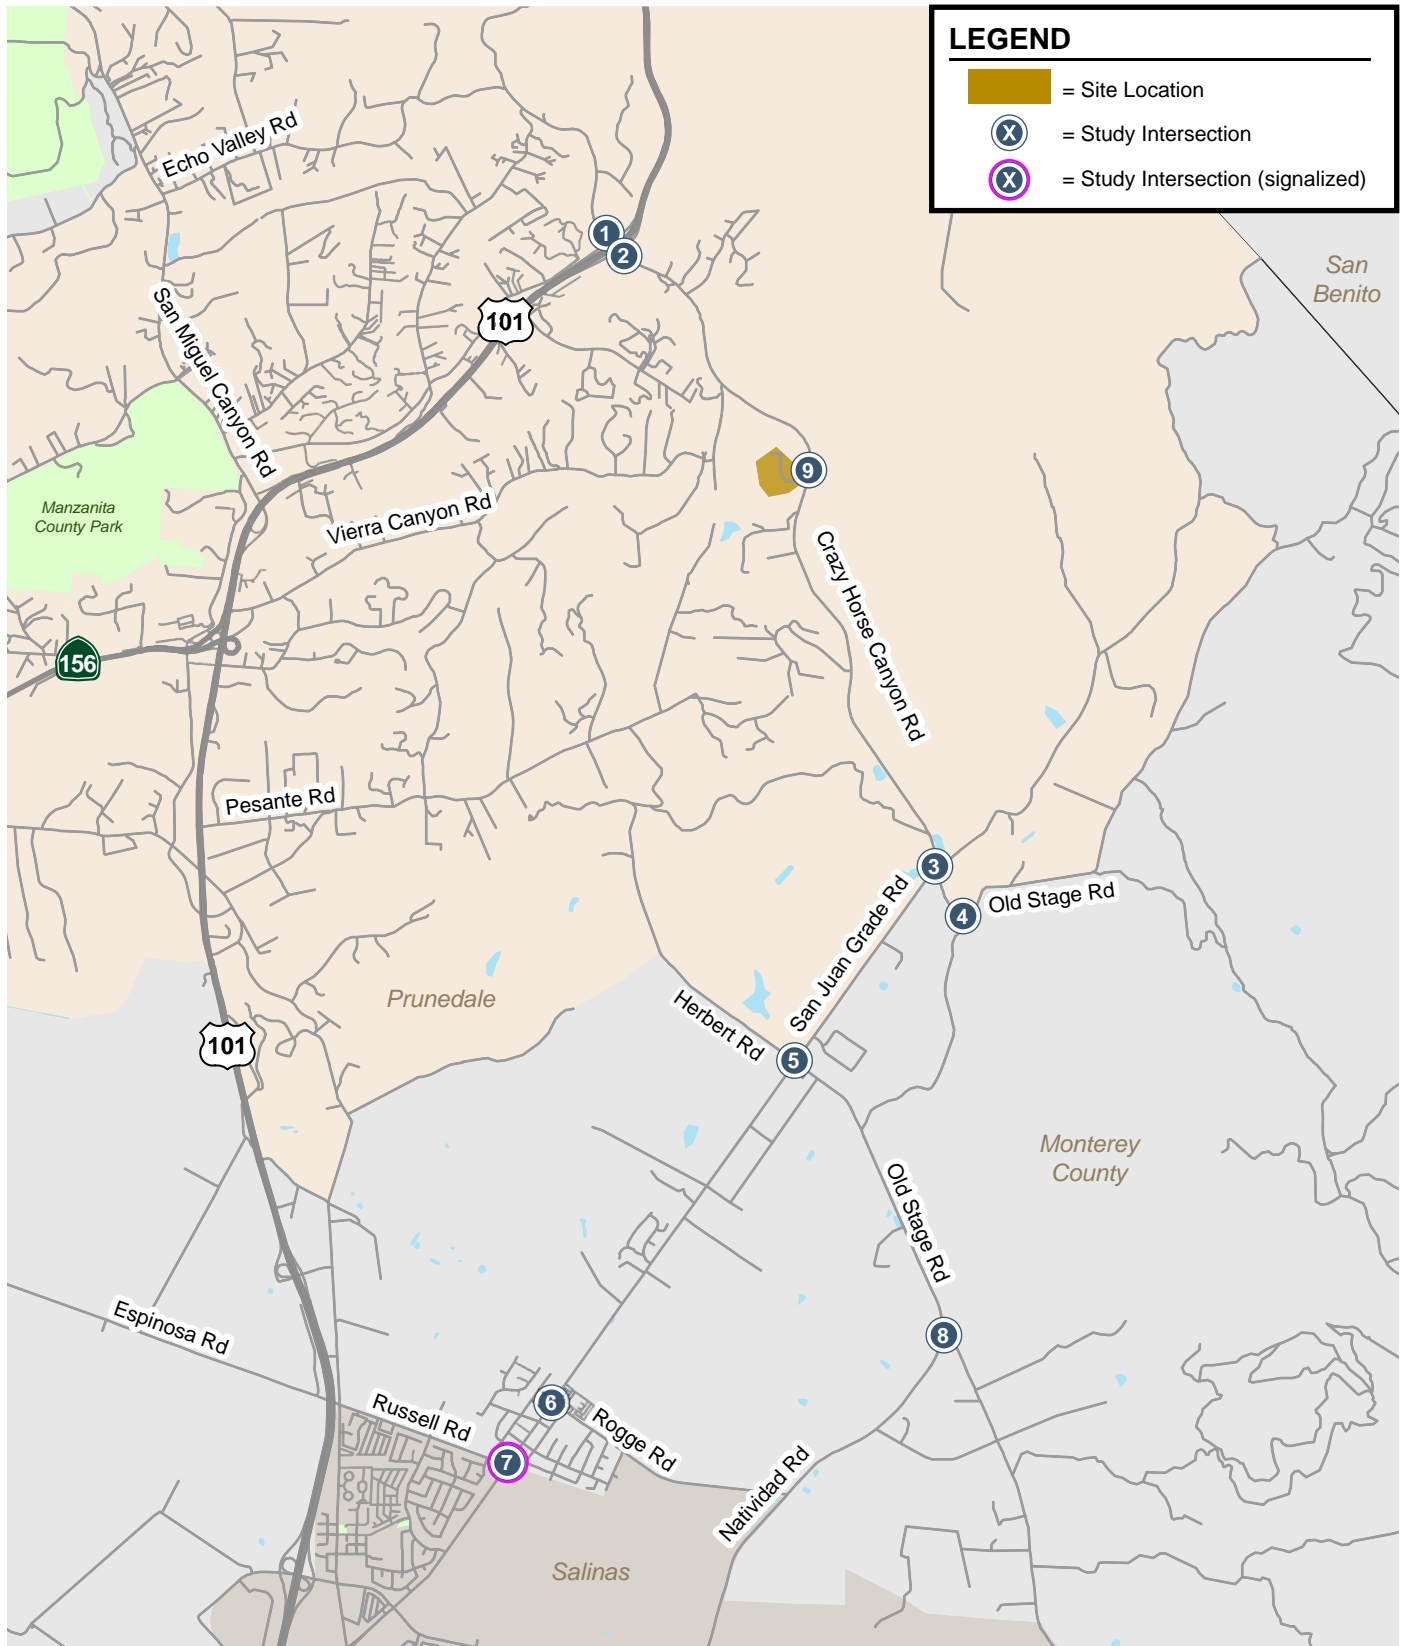 LEGEND
= Site Location
X = Study Intersection
X = Study Intersection (signalized)
Echo Valley Rd
1
2
San
Benito
101
San Miguel Canyon Rd
9
Manzanita
County Park
Vierra Canyon Rd
Crazy Horse Canyon Rd
156
Pesante Rd
3
Old Stage Rd
4
San Juan Grade Rd
Prunedale
Herbert Rd
101
5
Monterey
County
Old Stage Rd
Espinosa Rd
8
Russell Rd
6
Rogge Rd
7
Natividad Rd
Salinas